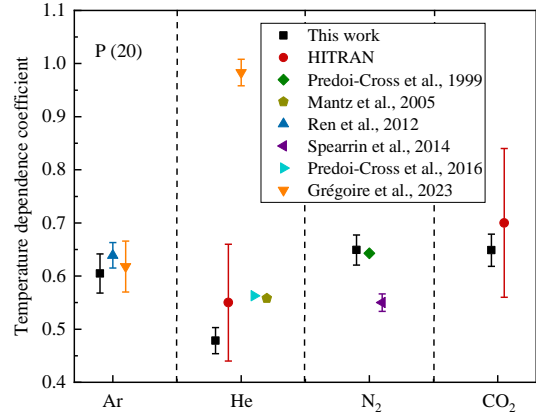 P (20)
This work
HITRAN
Predoi-Cross et al., 1999
Mantz et al., 2005
Ren et al., 2012
Spearrin et al., 2014
Predoi-Cross et al., 2016
Grégoire et al., 2023
Temperature dependence coefficient
1.1
1.0
0.9
0.8
0.7
0.6
0.5
0.4
Ar He N₂ CO₂